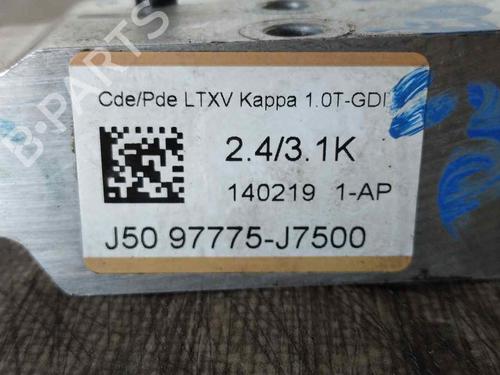 Cde/Pde LTXV Kappa 1.0T-GDI
2.4/3.1K
140219 1-AP
J50 97775-J7500
B-PARTS